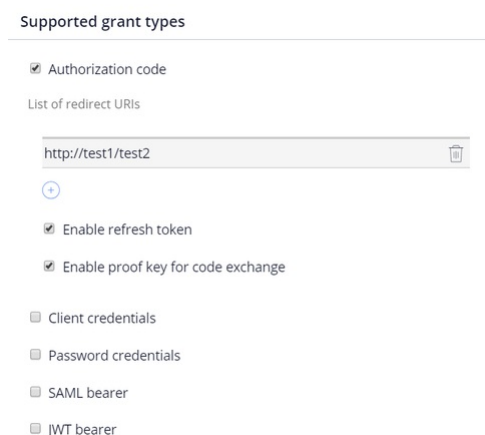 Supported grant types
Authorization code
List of redirect URIs
http://test1/test2
Enable refresh token
Enable proof key for code exchange
Client credentials
Password credentials
SAML bearer
JWT bearer